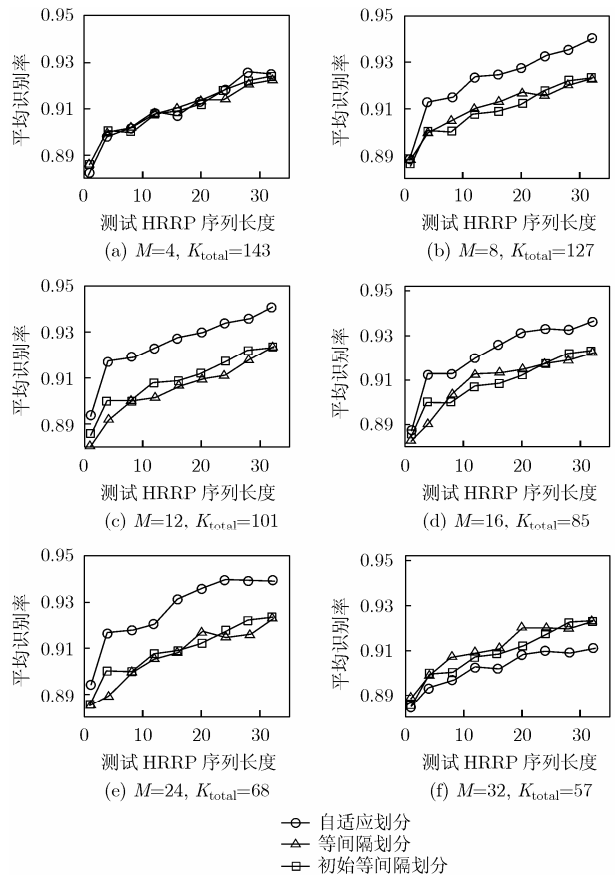 0.95 0.95
0.93 0.93
0.91 0.91
0.89 0.89
平均识别率 平均识别率
0 10 20 30 0 10 20 30
测试 HRRP 序列长度 测试 HRRP 序列长度
(a) M=4, Ktotal=143 (b) M=8, Ktotal=127
0.95 0.95
0.93 0.93
0.91 0.91
0.89 0.89
平均识别率 平均识别率
0 10 20 30 0 10 20 30
测试 HRRP 序列长度 测试 HRRP 序列长度
(c) M=12, Ktotal=101 (d) M=16, Ktotal=85
0.95 0.95
0.93 0.93
0.91 0.91
0.89 0.89
平均识别率 平均识别率
0 10 20 30 0 10 20 30
测试 HRRP 序列长度 测试 HRRP 序列长度
(e) M=24, Ktotal=68 (f) M=32, Ktotal=57
自适应划分
等间隔划分
初始等间隔划分